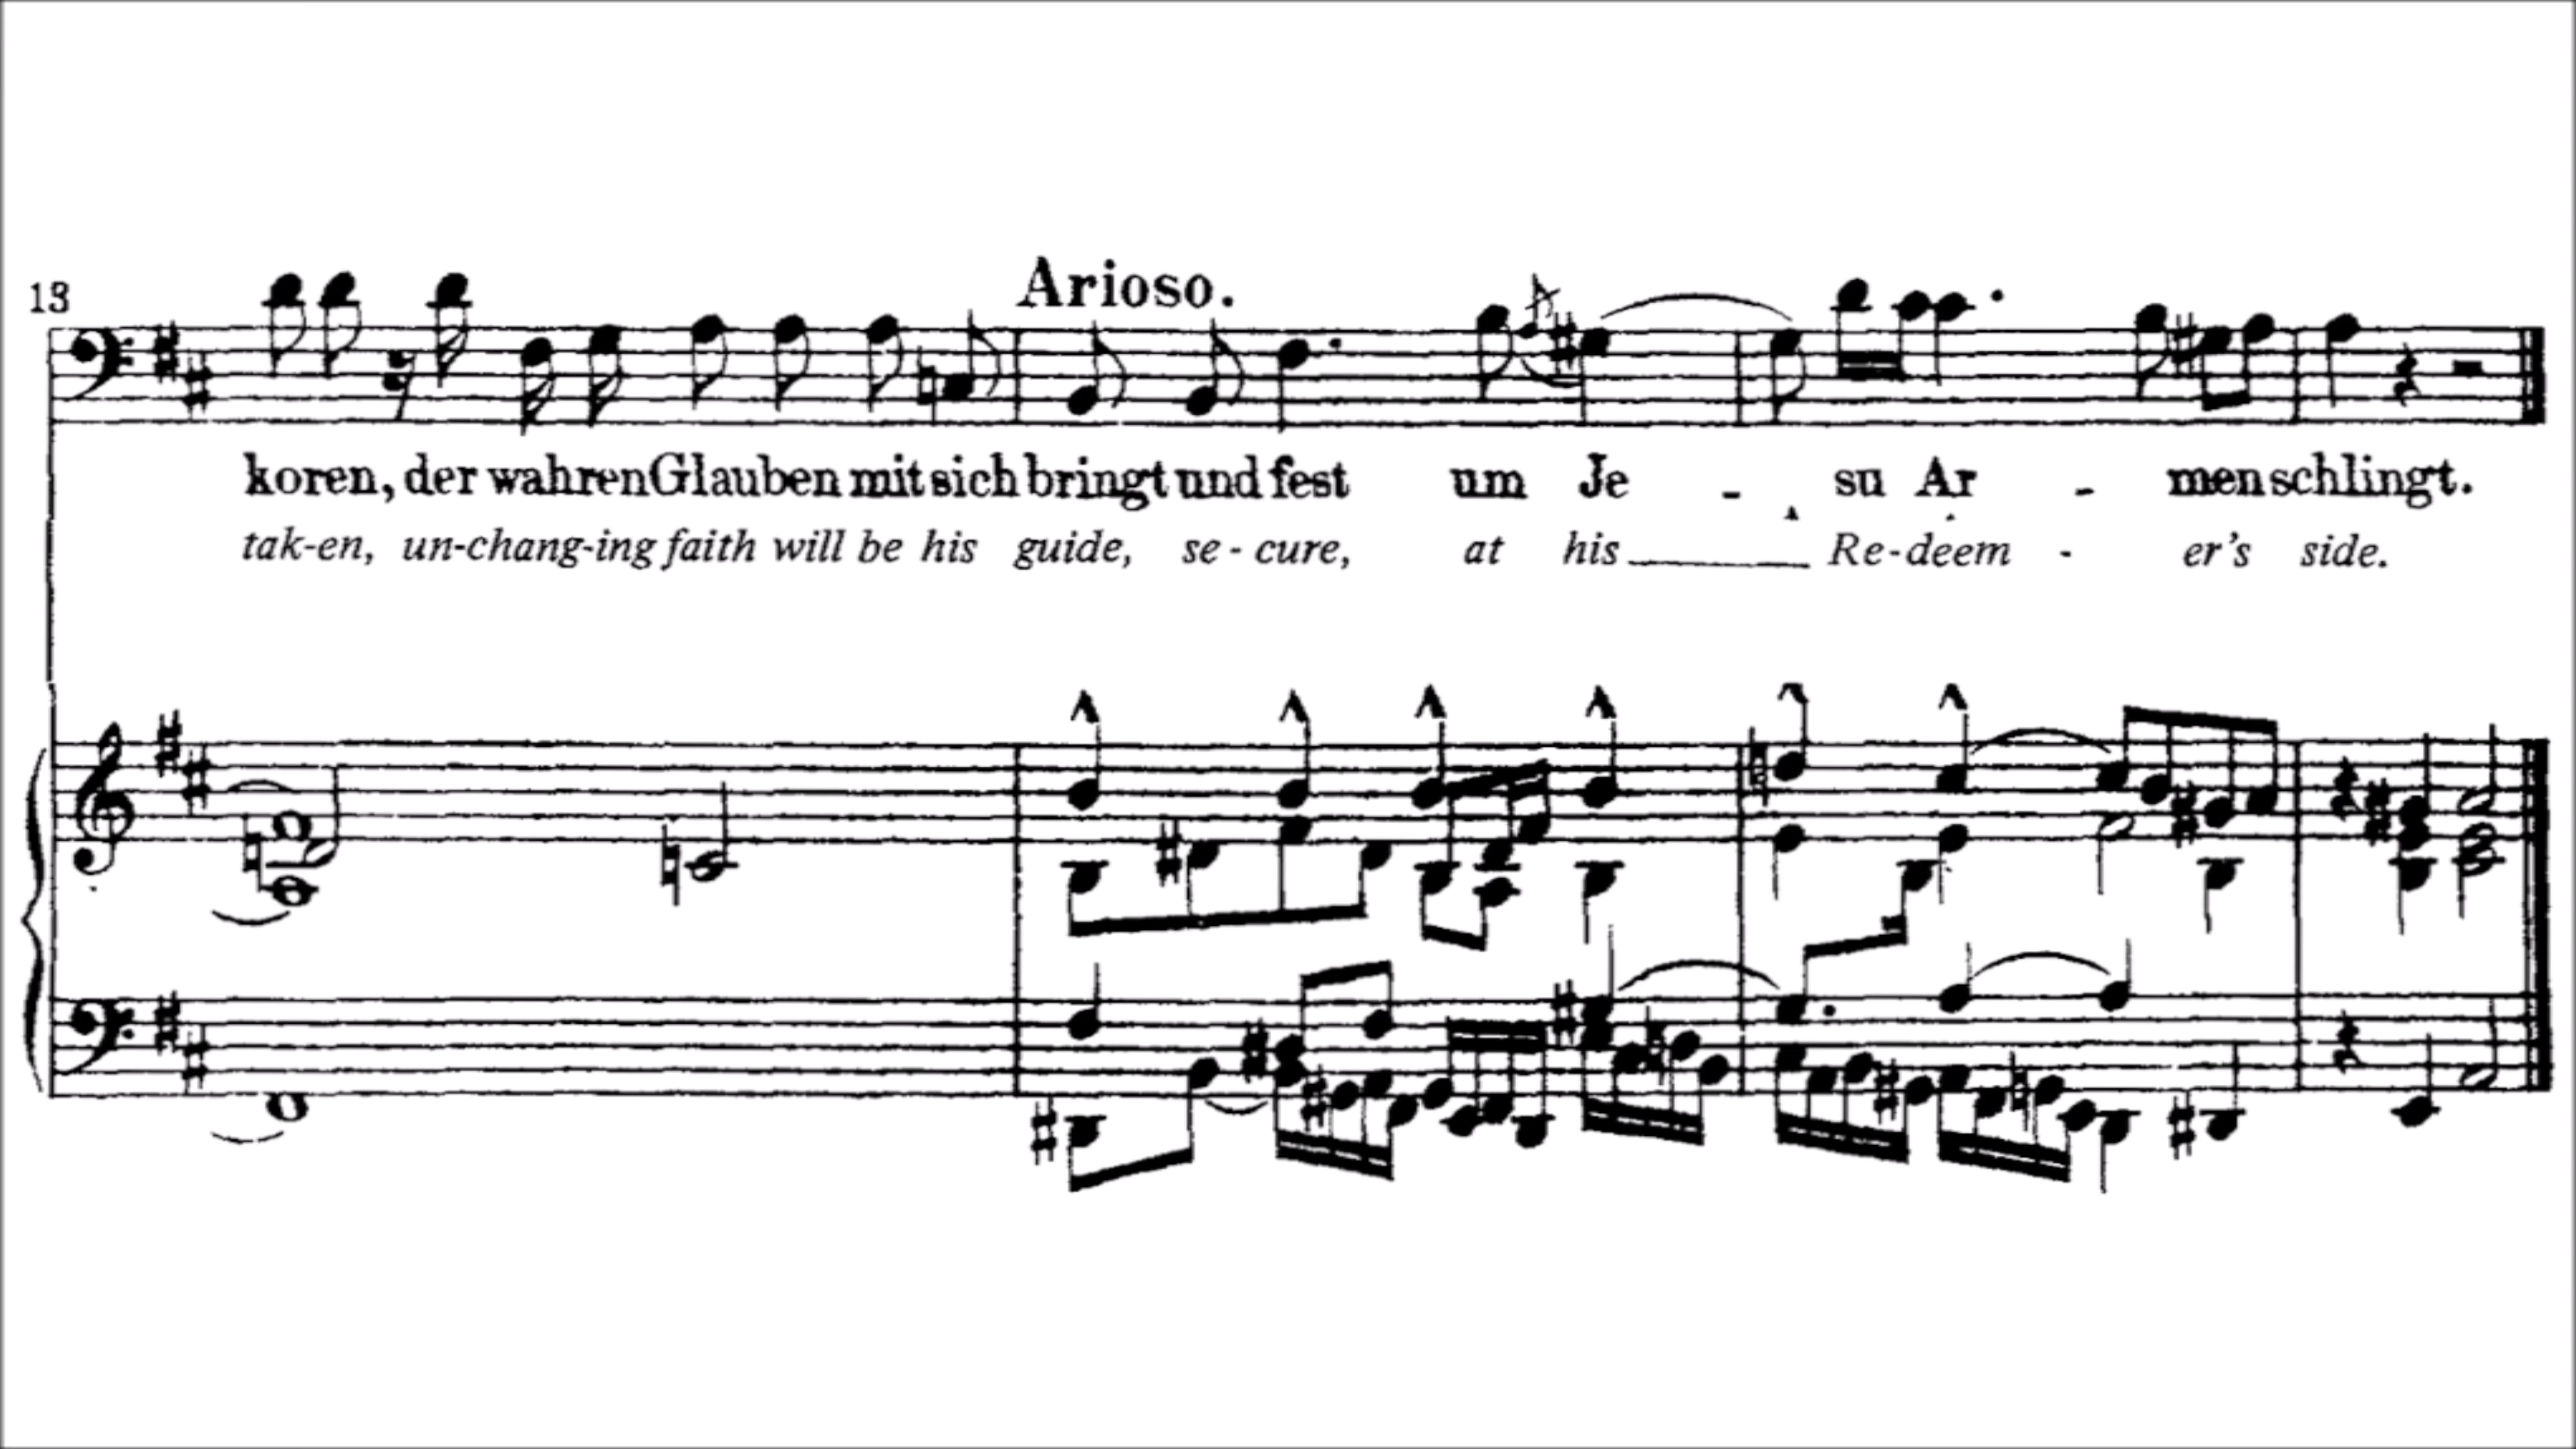 13
Arioso.
koren, der wahren Glauben mit sich bringt und fest um Je - su Ar - men schlingt.
tak-en, un-chang-ing faith will be his guide, se - cure, at his Re-deem - er's side.